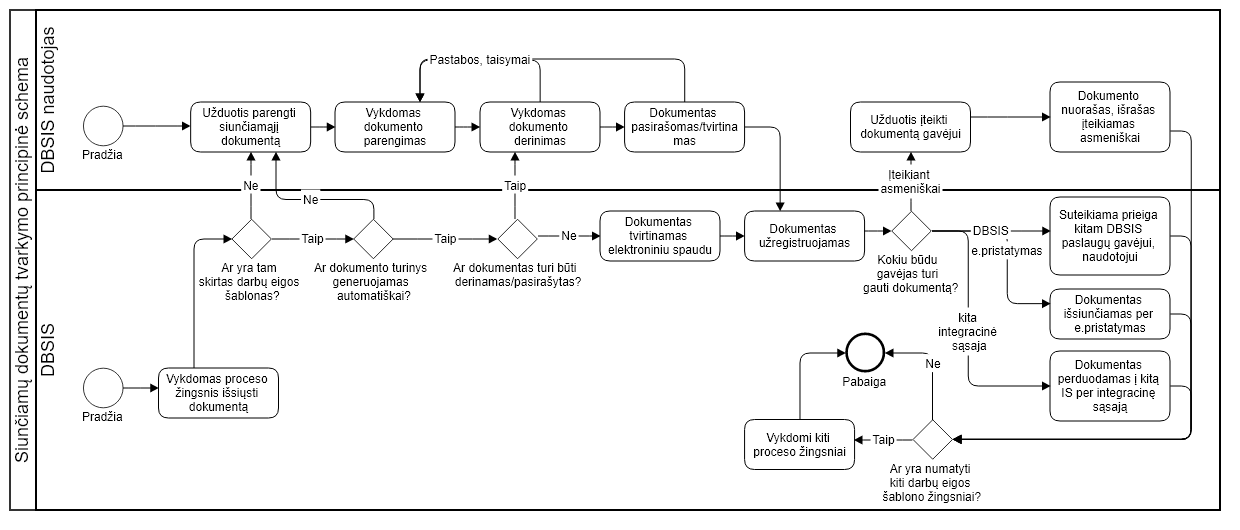 Siunčiamų dokumentų tvarkymo principinė schema
DBSIS naudotojas
Pastabos, taisymai
Pradžia
Užduotis parengti
siunčiamąjį
dokumentą
Vykdomas
dokumento
parengimas
Vykdomas
dokumento
derinimas
Dokumentas
pasirašomas/tvirtina
mas
Užduotis įteikti
dokumentą gavėjui
Dokumento
nuorašas, išrašas
įteikiamas
asmeniškai
DBSIS
Ne
Ne
Taip
Įteikiant
asmeniškai
Ar yra tam
skirtas darbų eigos
šablonas?
Taip
Ar dokumento turinys
generuojamas
automatiškai?
Taip
Ar dokumentas turi būti
derinamas/pasirašytas?
Ne
Dokumentas
tvirtinamas
elektroniniu spaudu
Dokumentas
užregistruojamas
Kokiu būdu
gavėjas turi
gauti dokumentą?
DBSIS
e.pristatymas
kita
integracinė
sąsaja
Suteikiama prieiga
kitam DBSIS
paslaugų gavėjui,
naudotojui
Dokumentas
išsiunčiamas per
e.pristatymas
Dokumentas
perduodamas į kitą
IS per integracinę
sąsają
Pradžia
Vykdomas proceso
žingsnis išsiųsti
dokumentą
Pabaiga
Ne
Vykdomi kiti
proceso žingsniai
Taip
Ar yra numatyti
kiti darbų eigos
šablono žingsniai?